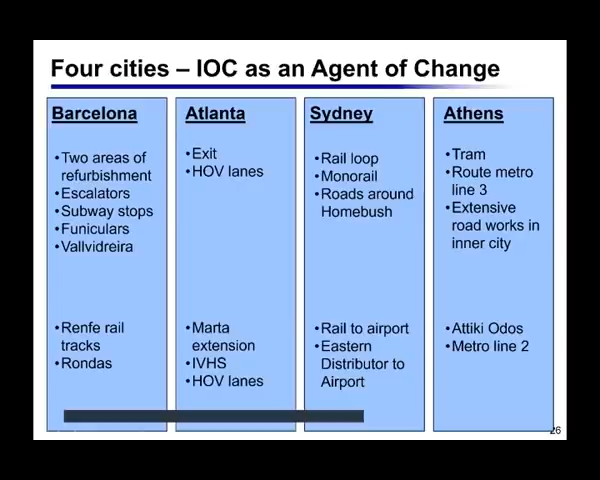 Four cities – IOC as an Agent of Change
Barcelona
•Two areas of
refurbishment
•Escalators
•Subway stops
•Funiculars
•Vallvidreira
•Renfe rail
tracks
•Rondas
Atlanta
•Exit
•HOV lanes
•Marta
extension
•IVHS
•HOV lanes
Sydney
•Rail loop
•Monorail
•Roads around
Homebush
•Rail to airport
•Eastern
Distributor to
Airport
Athens
•Tram
•Route metro
line 3
•Extensive
road works in
inner city
•Attiki Odos
•Metro line 2
26